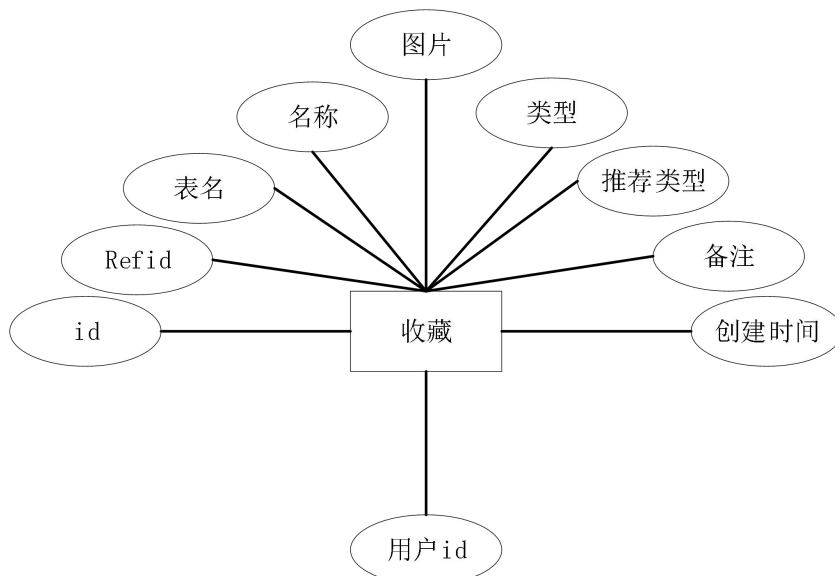 图片
名称
类型
表名
推荐类型
Refid
备注
id
收藏
创建时间
用户id